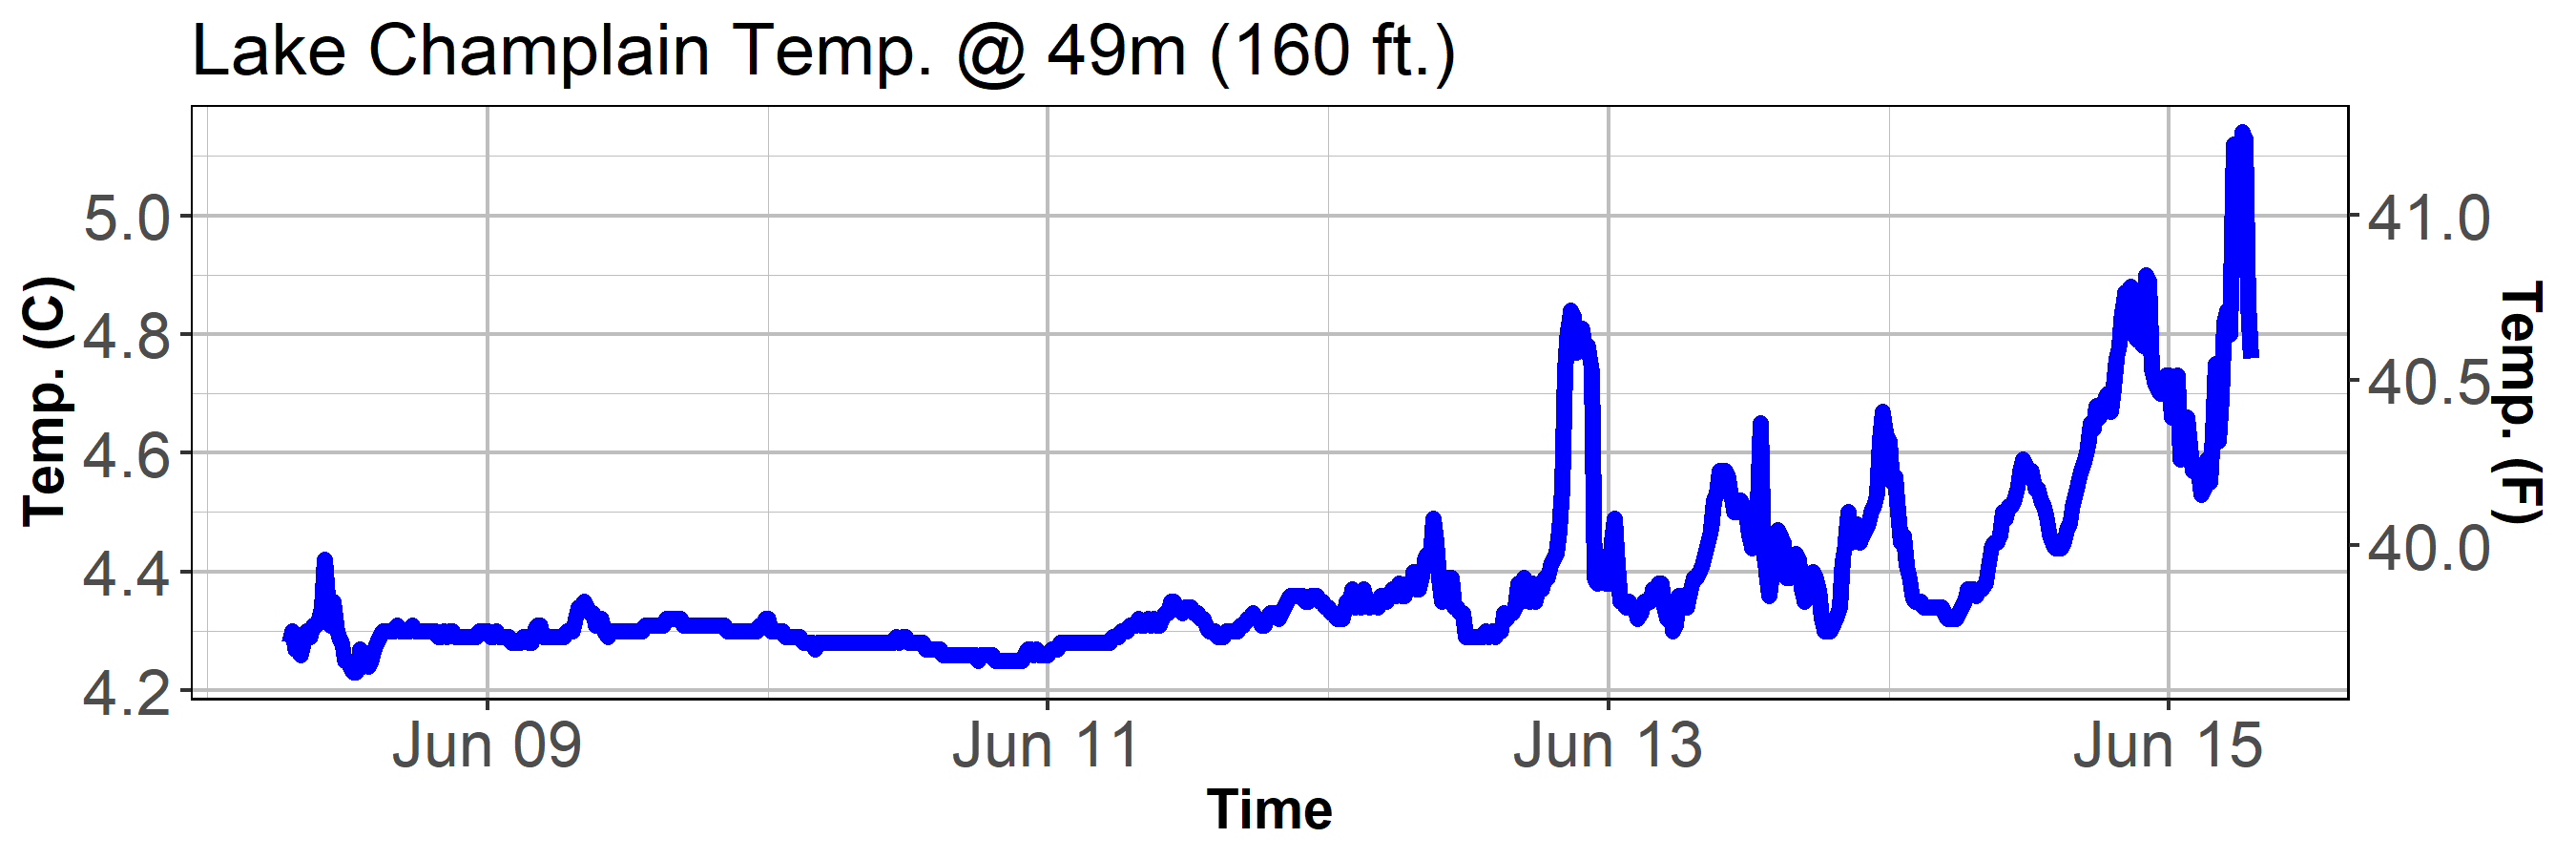 Lake Champlain Temp. @ 49m (160 ft.)
Temp. (C)
5.0
4.8
4.6
4.4
4.2
41.0
40.5
40.0
Temp. (F)
Jun 09
Jun 11
Jun 13
Jun 15
Time